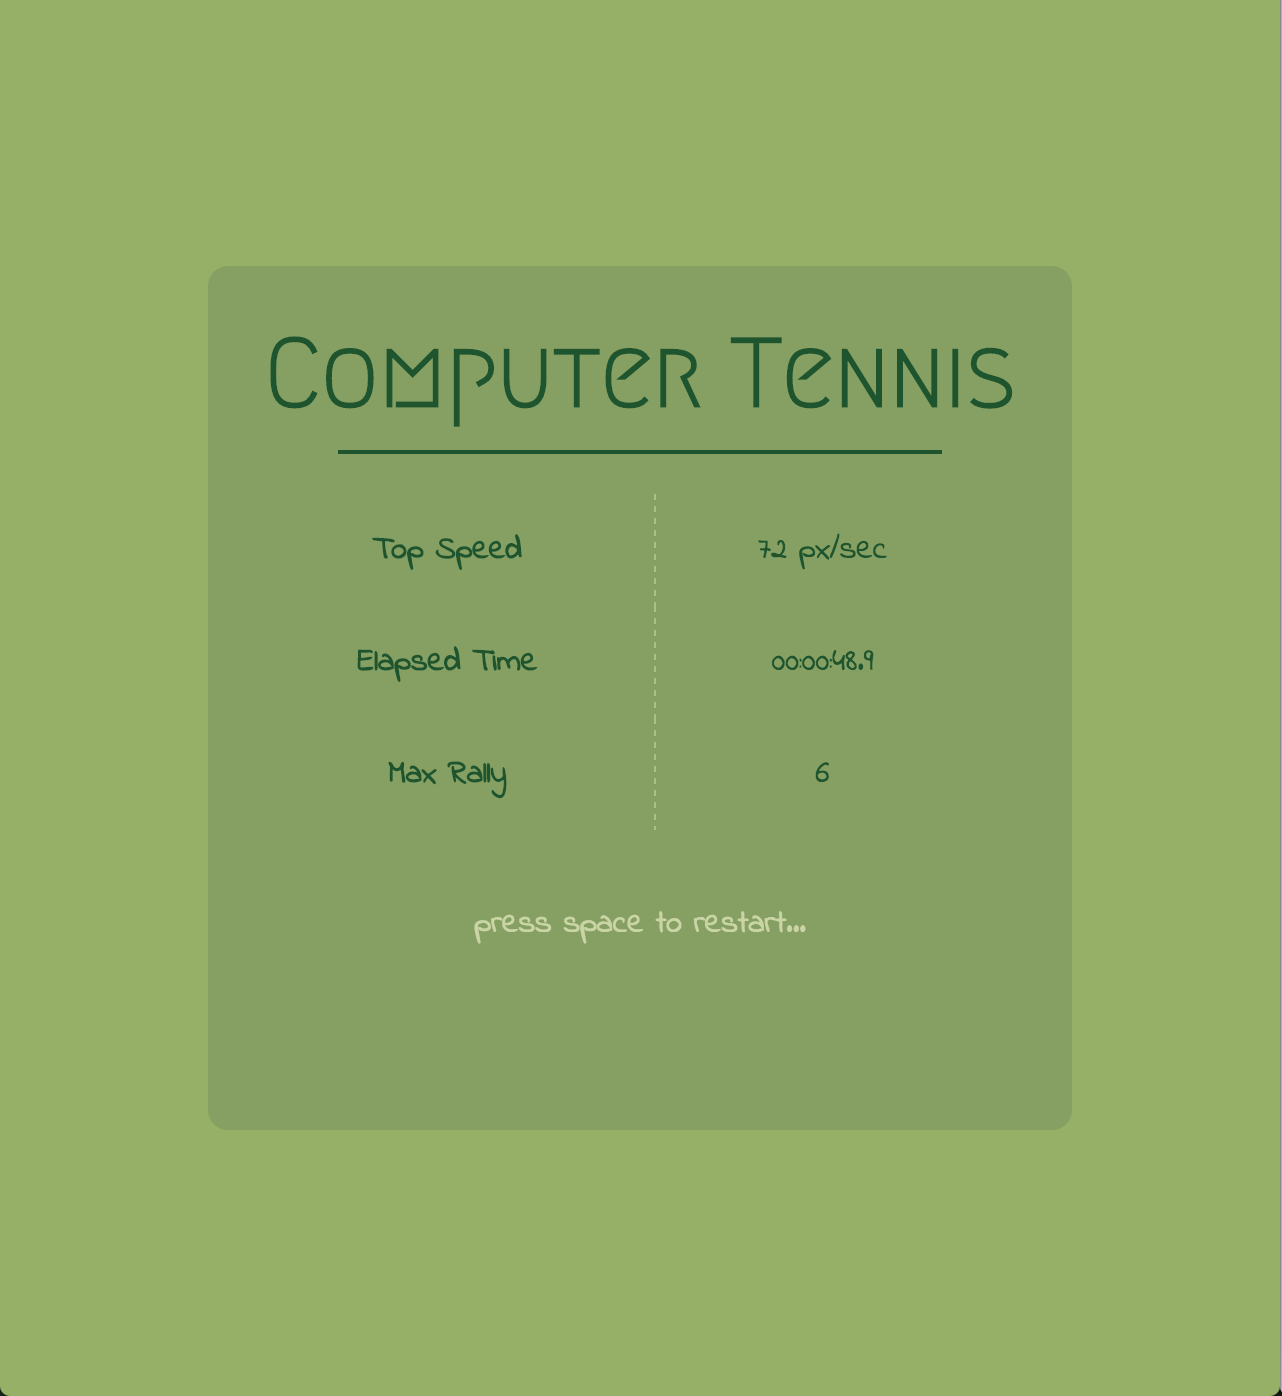 Computer Tennis
Top Speed 72 px/sec
Elapsed Time 00:00:48.9
Max Rally 6
press space to restart...